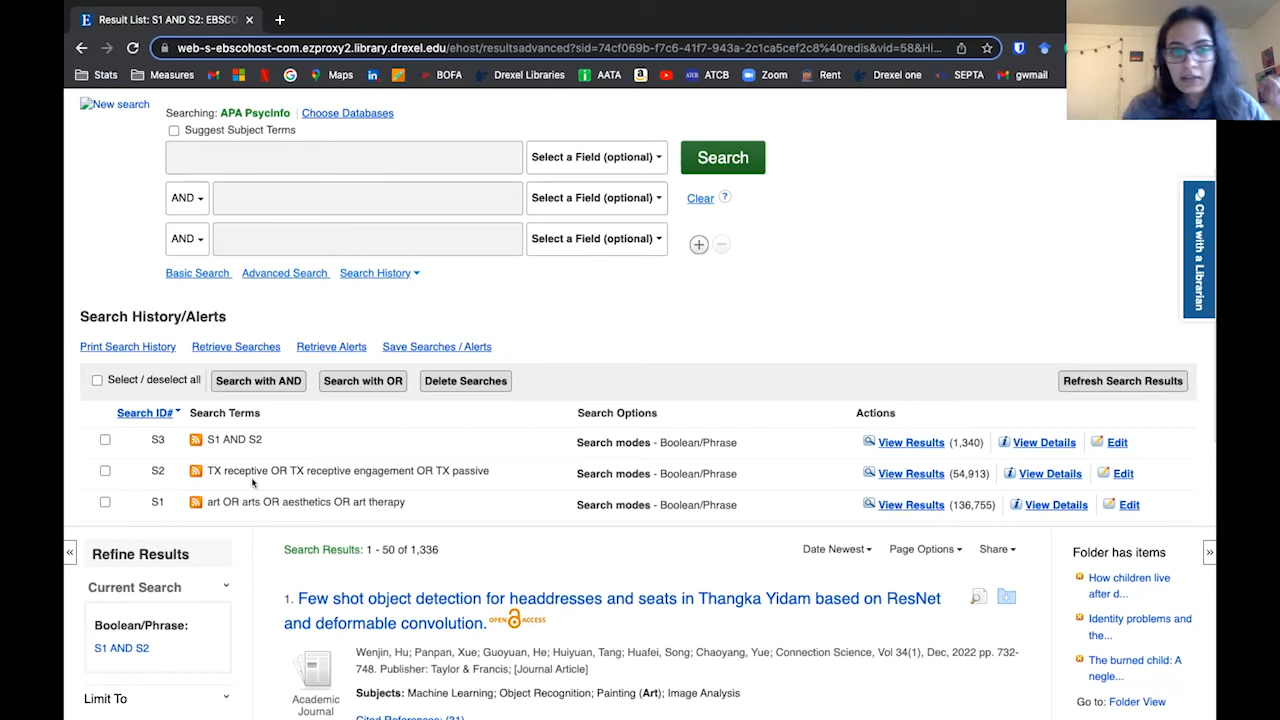 Result List: S1 AND S2: EBSCO
web-s-ebscohost-com.ezproxy2.library.drexel.edu/ehost/resultsadvanced?sid=74cf069b-f7c6-41f7-943a-2c1ca5cef2c8%40redis&vid=58&Hi...
Stats Measures Maps BOFA Drexel Libraries AATA ATCB Zoom Rent Drexel one SEPTA gwmail
New search
Searching: APA PsycInfo Choose Databases
Suggest Subject Terms
Select a Field (optional) Search
AND Select a Field (optional) Clear ?
AND Select a Field (optional)
Basic Search Advanced Search Search History
Chat with a Librarian
Search History/Alerts
Print Search History Retrieve Searches Retrieve Alerts Save Searches / Alerts
Select / deselect all Search with AND Search with OR Delete Searches Refresh Search Results
Search ID# Search Terms Search Options Actions
S3 S1 AND S2 Search modes - Boolean/Phrase View Results (1,340) View Details Edit
S2 TX receptive OR TX receptive engagement OR TX passive Search modes - Boolean/Phrase View Results (54,913) View Details Edit
S1 art OR arts OR aesthetics OR art therapy Search modes - Boolean/Phrase View Results (136,755) View Details Edit
« Refine Results
Current Search
Boolean/Phrase:
S1 AND S2
Limit To
Search Results: 1 - 50 of 1,336 Date Newest Page Options Share
1. Few shot object detection for headdresses and seats in Thangka Yidam based on ResNet
and deformable convolution. OPEN ACCESS
Wenjin, Hu; Panpan, Xue; Guoyuan, He; Huiyuan, Tang; Huafei, Song; Chaoyang, Yue; Connection Science, Vol 34(1), Dec, 2022 pp. 732-
748. Publisher: Taylor & Francis; [Journal Article]
Academic
Journal
Subjects: Machine Learning; Object Recognition; Painting (Art); Image Analysis
Cited References: (31)
Folder has items »
How children live
after d...
Identity problems and
the...
The burned child: A
negle...
Go to: Folder View